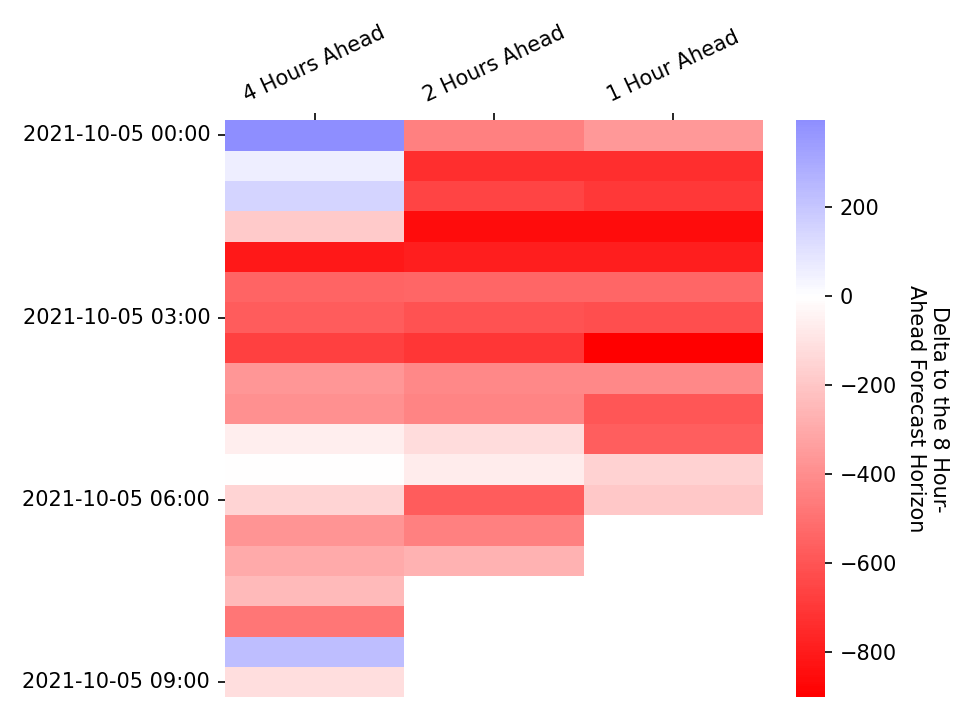 4 Hours Ahead
2 Hours Ahead
1 Hour Ahead
2021-10-05 00:00
2021-10-05 03:00
2021-10-05 06:00
2021-10-05 09:00
200
0
−200
−400
−600
−800
Delta to the 8 Hour-
Ahead Forecast Horizon